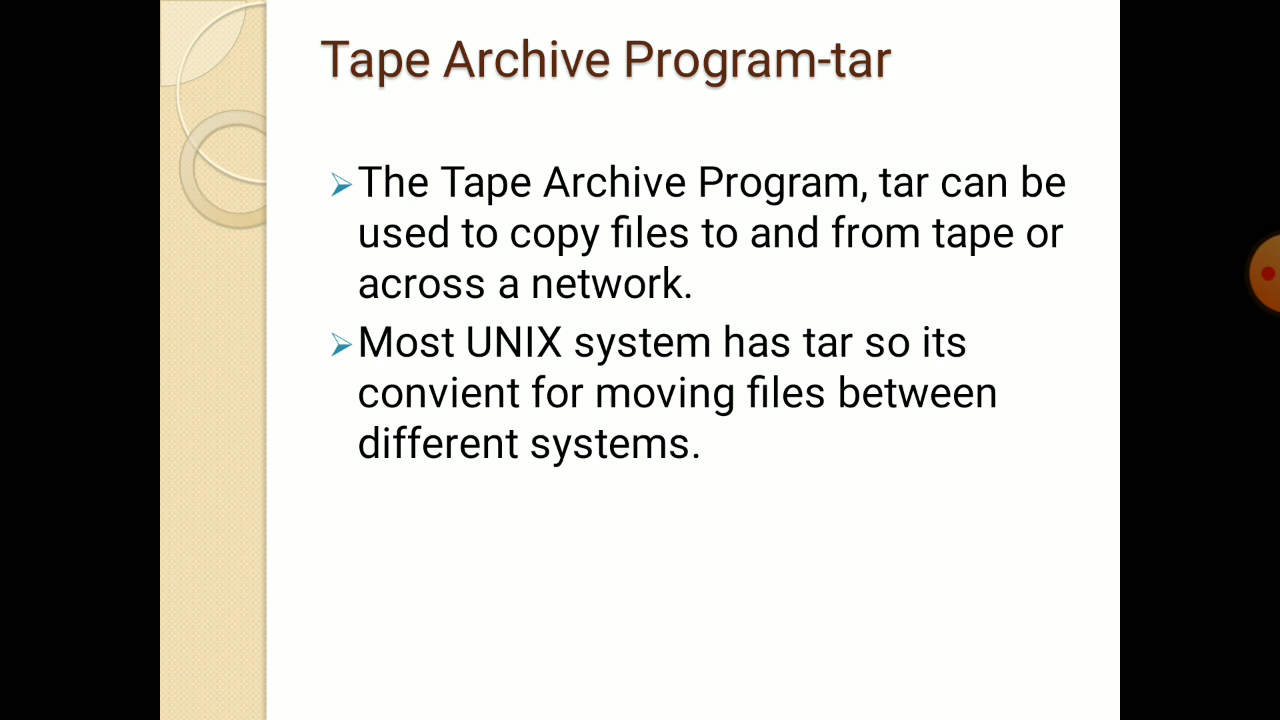 Tape Archive Program-tar
The Tape Archive Program, tar can be
used to copy files to and from tape or
across a network.
Most UNIX system has tar so its
convient for moving files between
different systems.